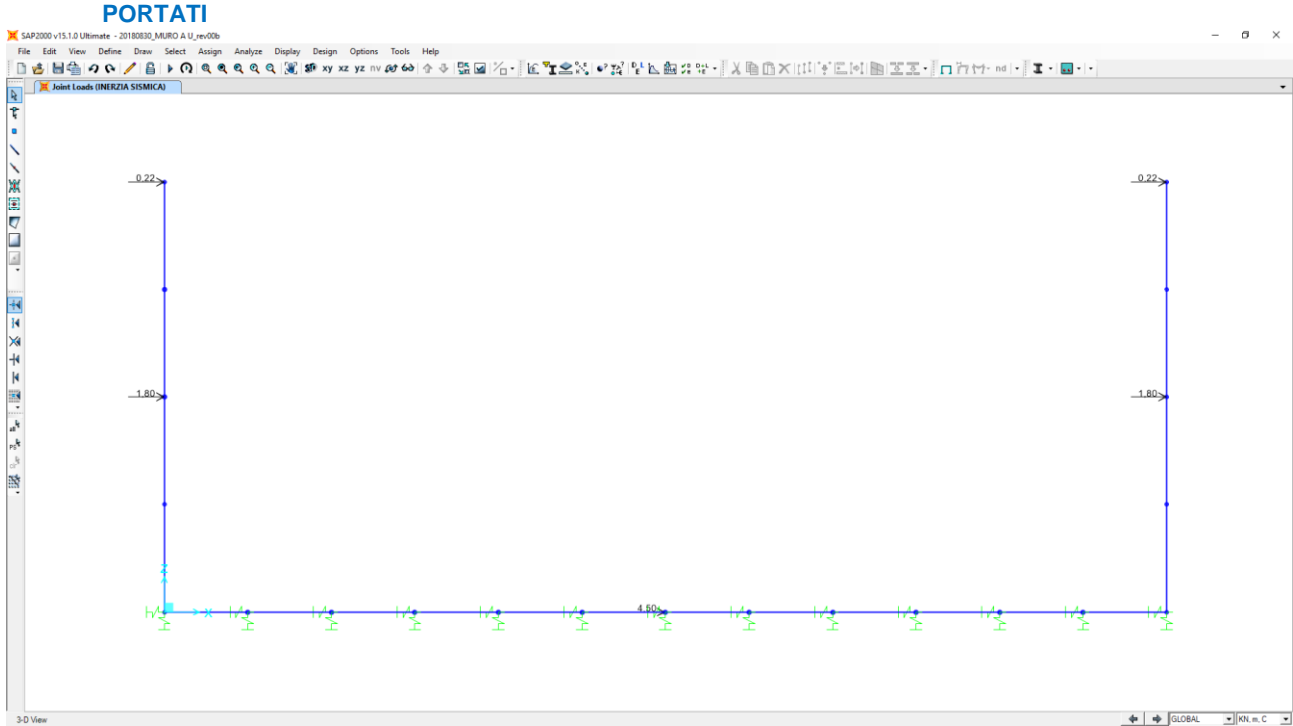 PORTATI
SAP2000 v15.1.0 Ultimate - 20180830_MURO A U_rev00b
File Edit View Define Draw Select Assign Analyze Display Design Options Tools Help
xy xz yz nv nd
Joint Loads (INERZIA SISMICA)
0.22 0.22
1.80 1.80
Z
X
4.50
3-D View GLOBAL KN, m, C